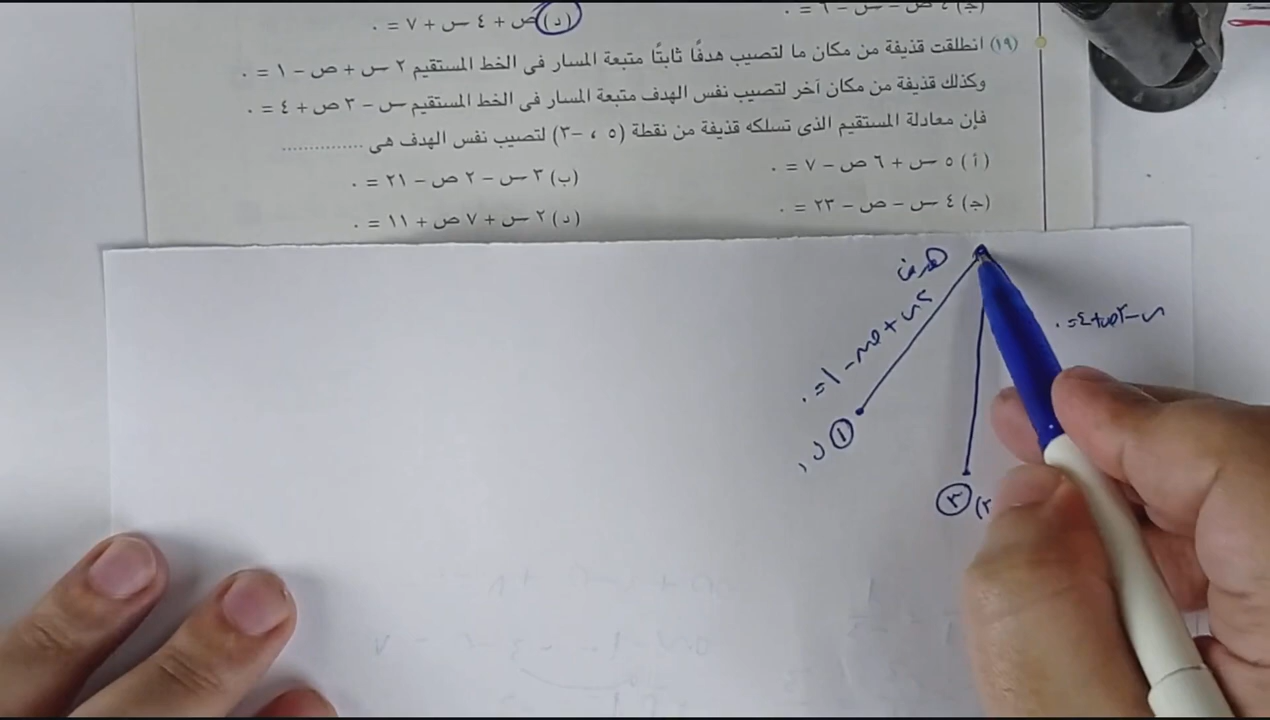 (د) ص + ٤ س + ٧ = ٠
(١٩) انطلقت قذيفة من مكان ما لتصيب هدفًا ثابتًا متبعة المسار فى الخط المستقيم ٢ س + ص − ١ = ٠
وكذلك قذيفة من مكان آخر لتصيب نفس الهدف متبعة المسار فى الخط المستقيم س − ٣ ص + ٤ = ٠
فإن معادلة المستقيم الذى تسلكه قذيفة من نقطة (٥ ، −٣) لتصيب نفس الهدف هى ...............
(أ) ٥ س + ٦ ص − ٧ = ٠
(ب) ٣ س − ٢ ص − ٢١ = ٠
(ج) ٤ س − ص − ٢٣ = ٠
(د) ٢ س + ٧ ص + ١١ = ٠
هدف
٢س + ص − ١ = ٠
س − ٣ص + ٤ = ٠
١
٣